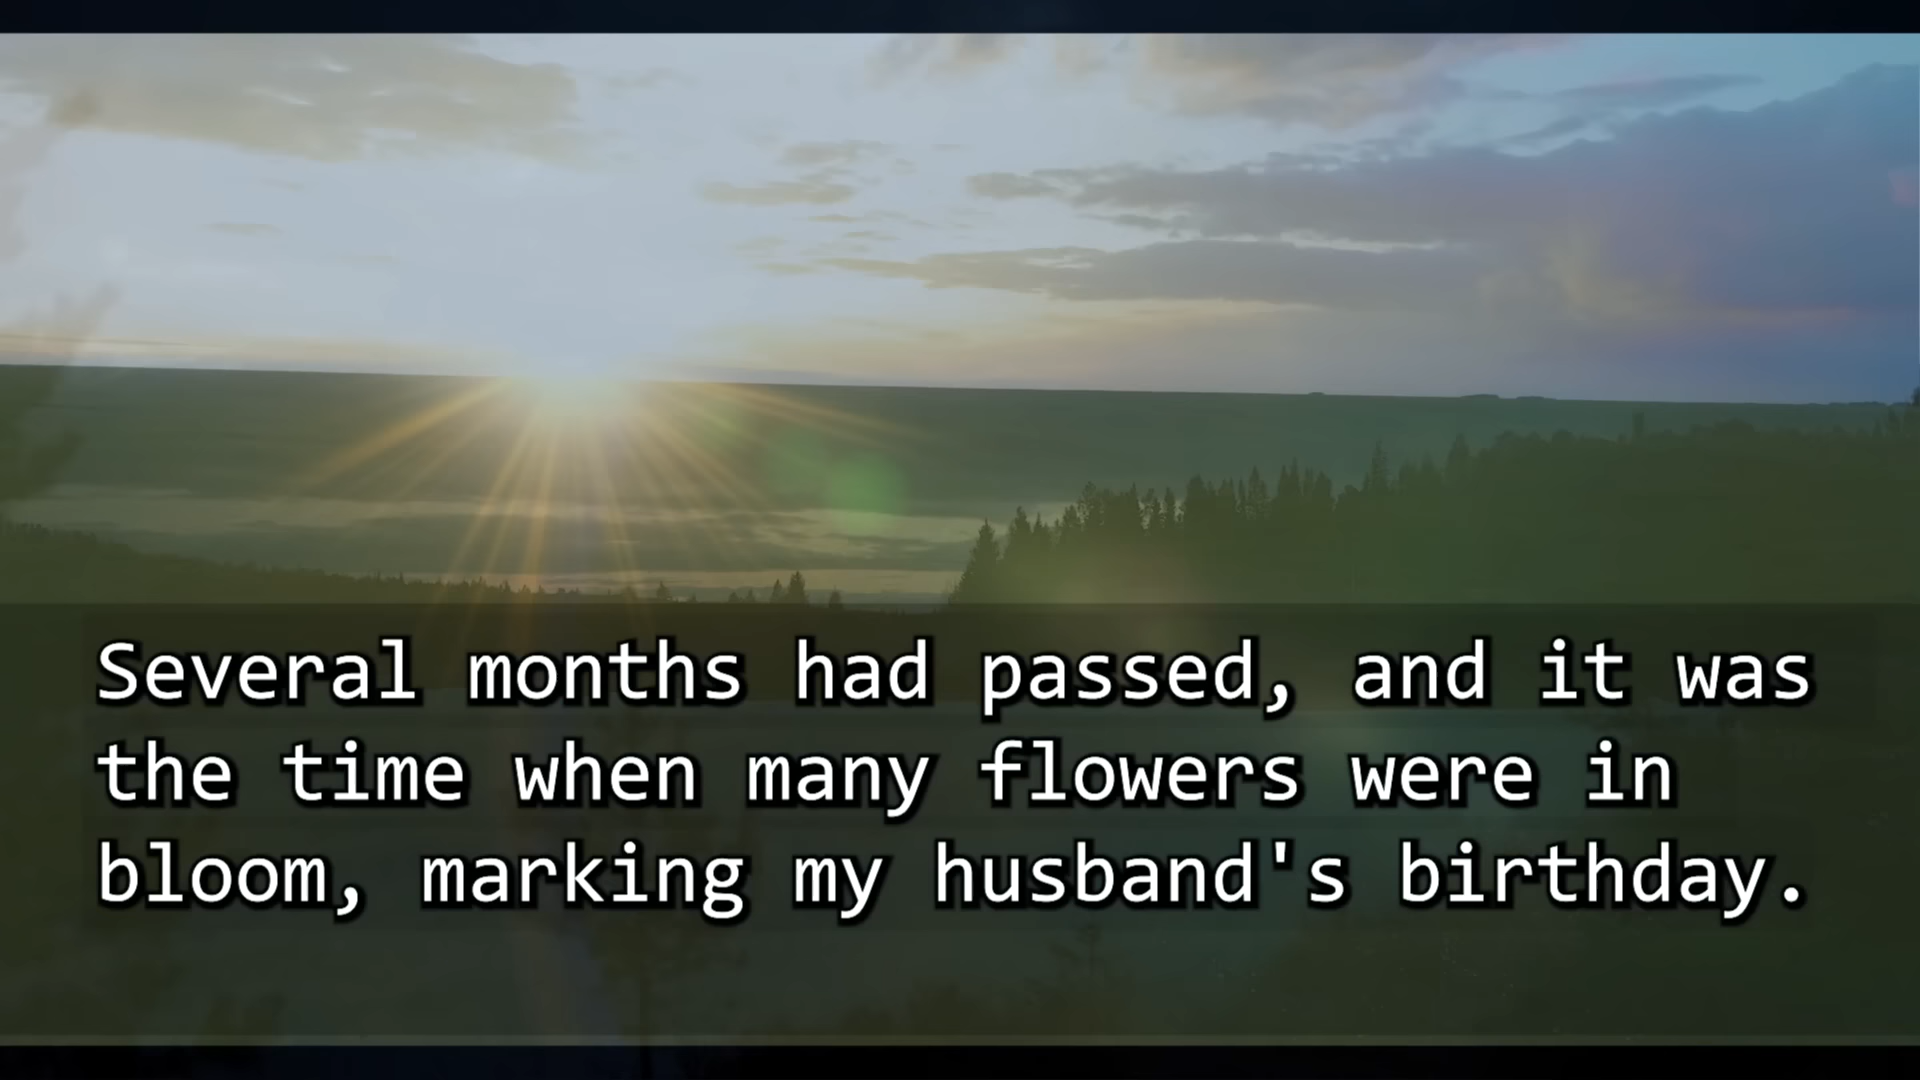 Several months had passed, and it was
the time when many flowers were in
bloom, marking my husband's birthday.